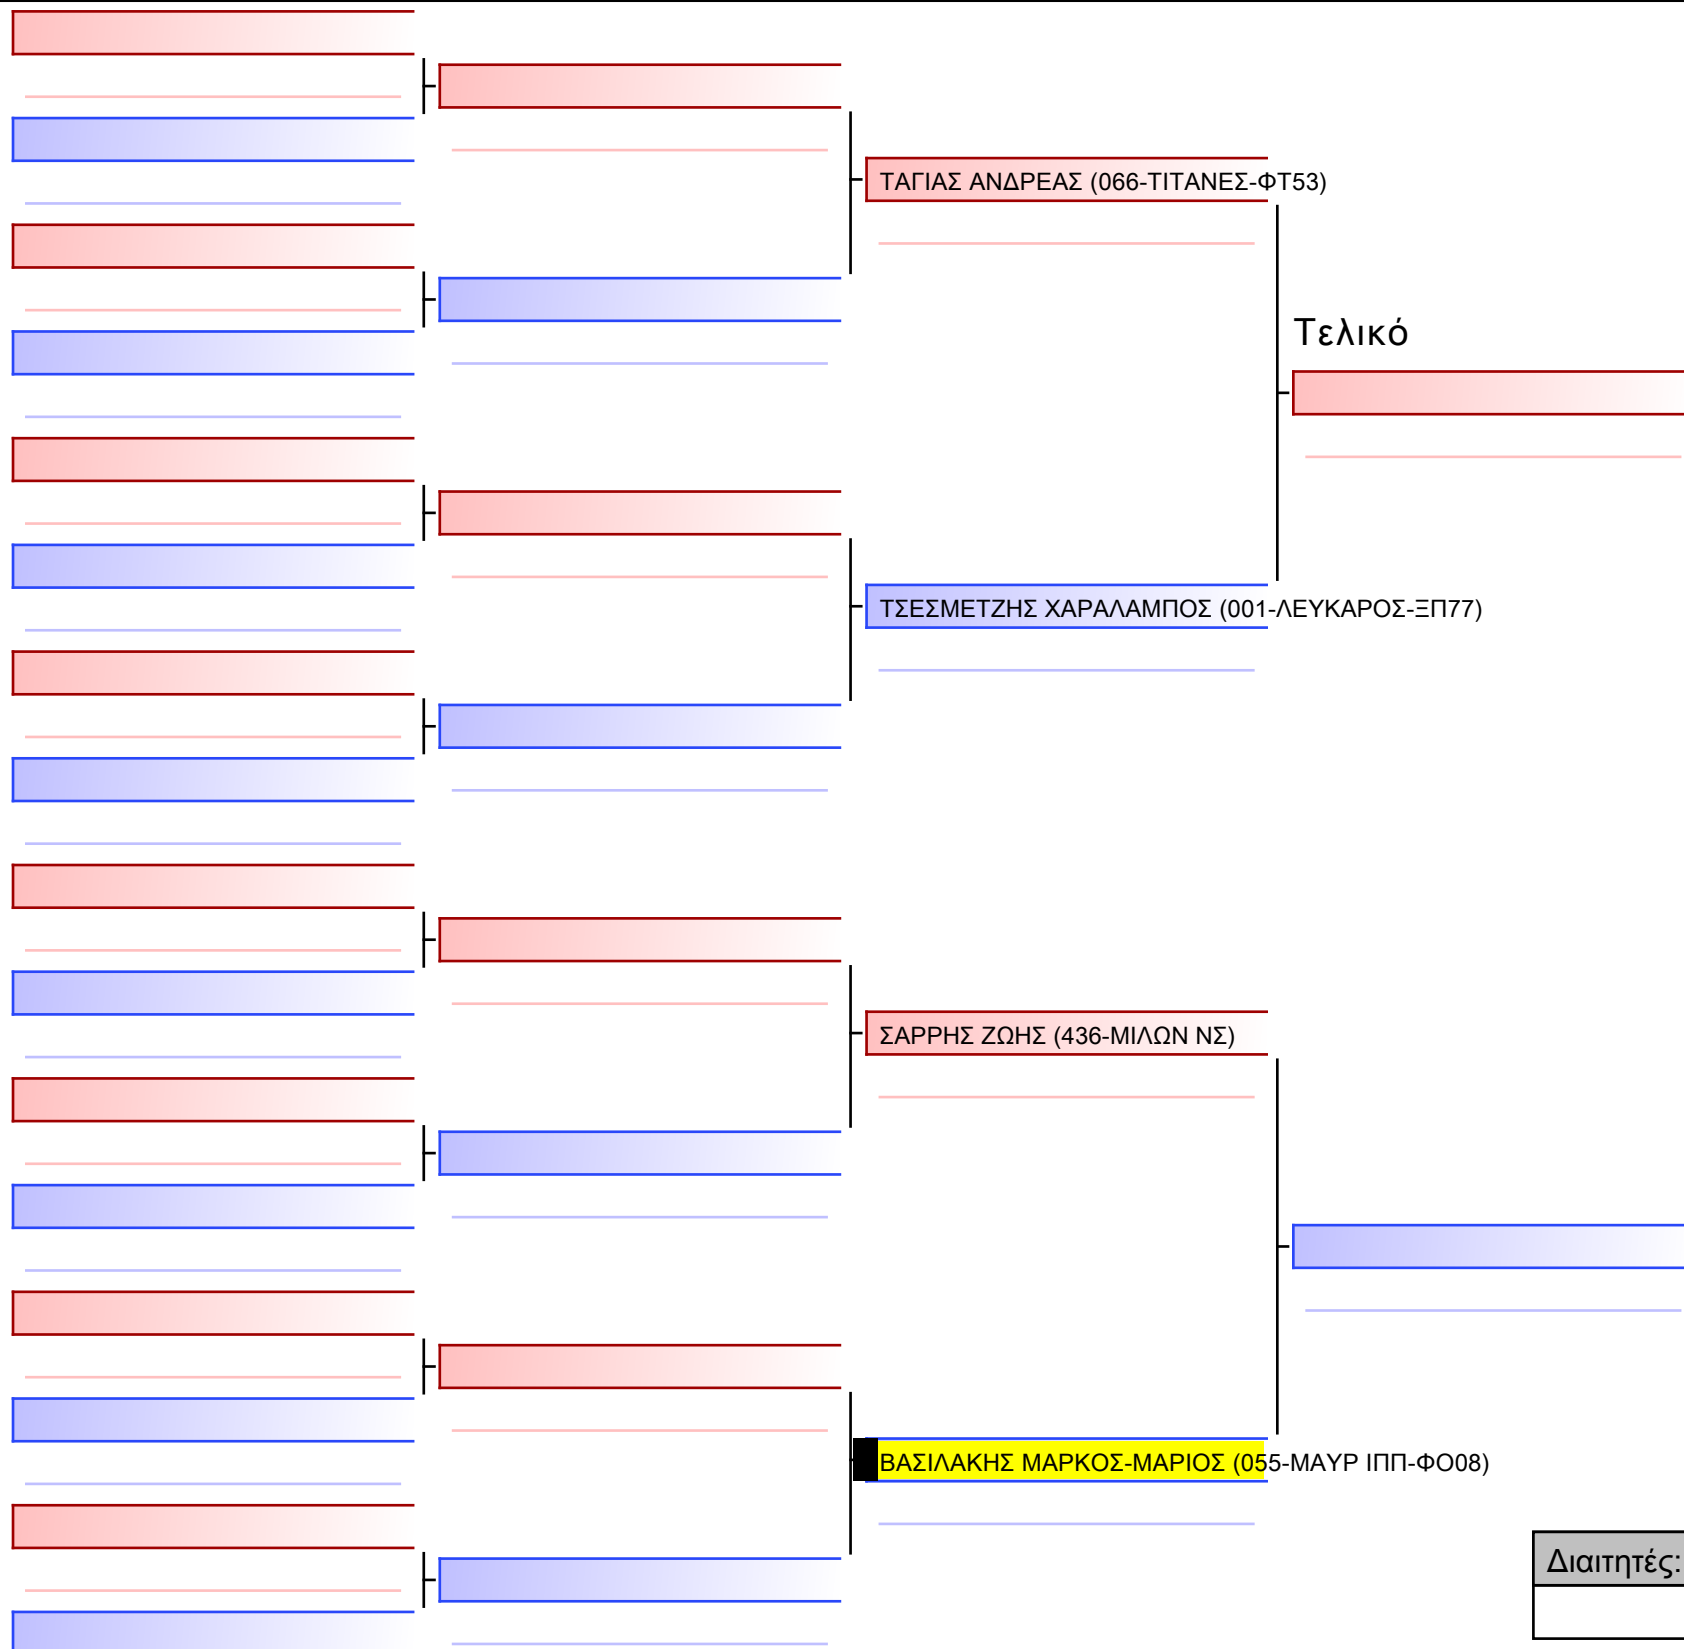 ΤΑΓΙΑΣ ΑΝΔΡΕΑΣ (066-ΤΙΤΑΝΕΣ-ΦΤ53)
Τελικό
ΤΣΕΣΜΕΤΖΗΣ ΧΑΡΑΛΑΜΠΟΣ (001-ΛΕΥΚΑΡΟΣ-ΞΠ77)
ΣΑΡΡΗΣ ΖΩΗΣ (436-ΜΙΛΩΝ ΝΣ)
ΒΑΣΙΛΑΚΗΣ ΜΑΡΚΟΣ-ΜΑΡΙΟΣ (055-ΜΑΥΡ ΙΠΠ-ΦΟ08)
Διαιτητές: